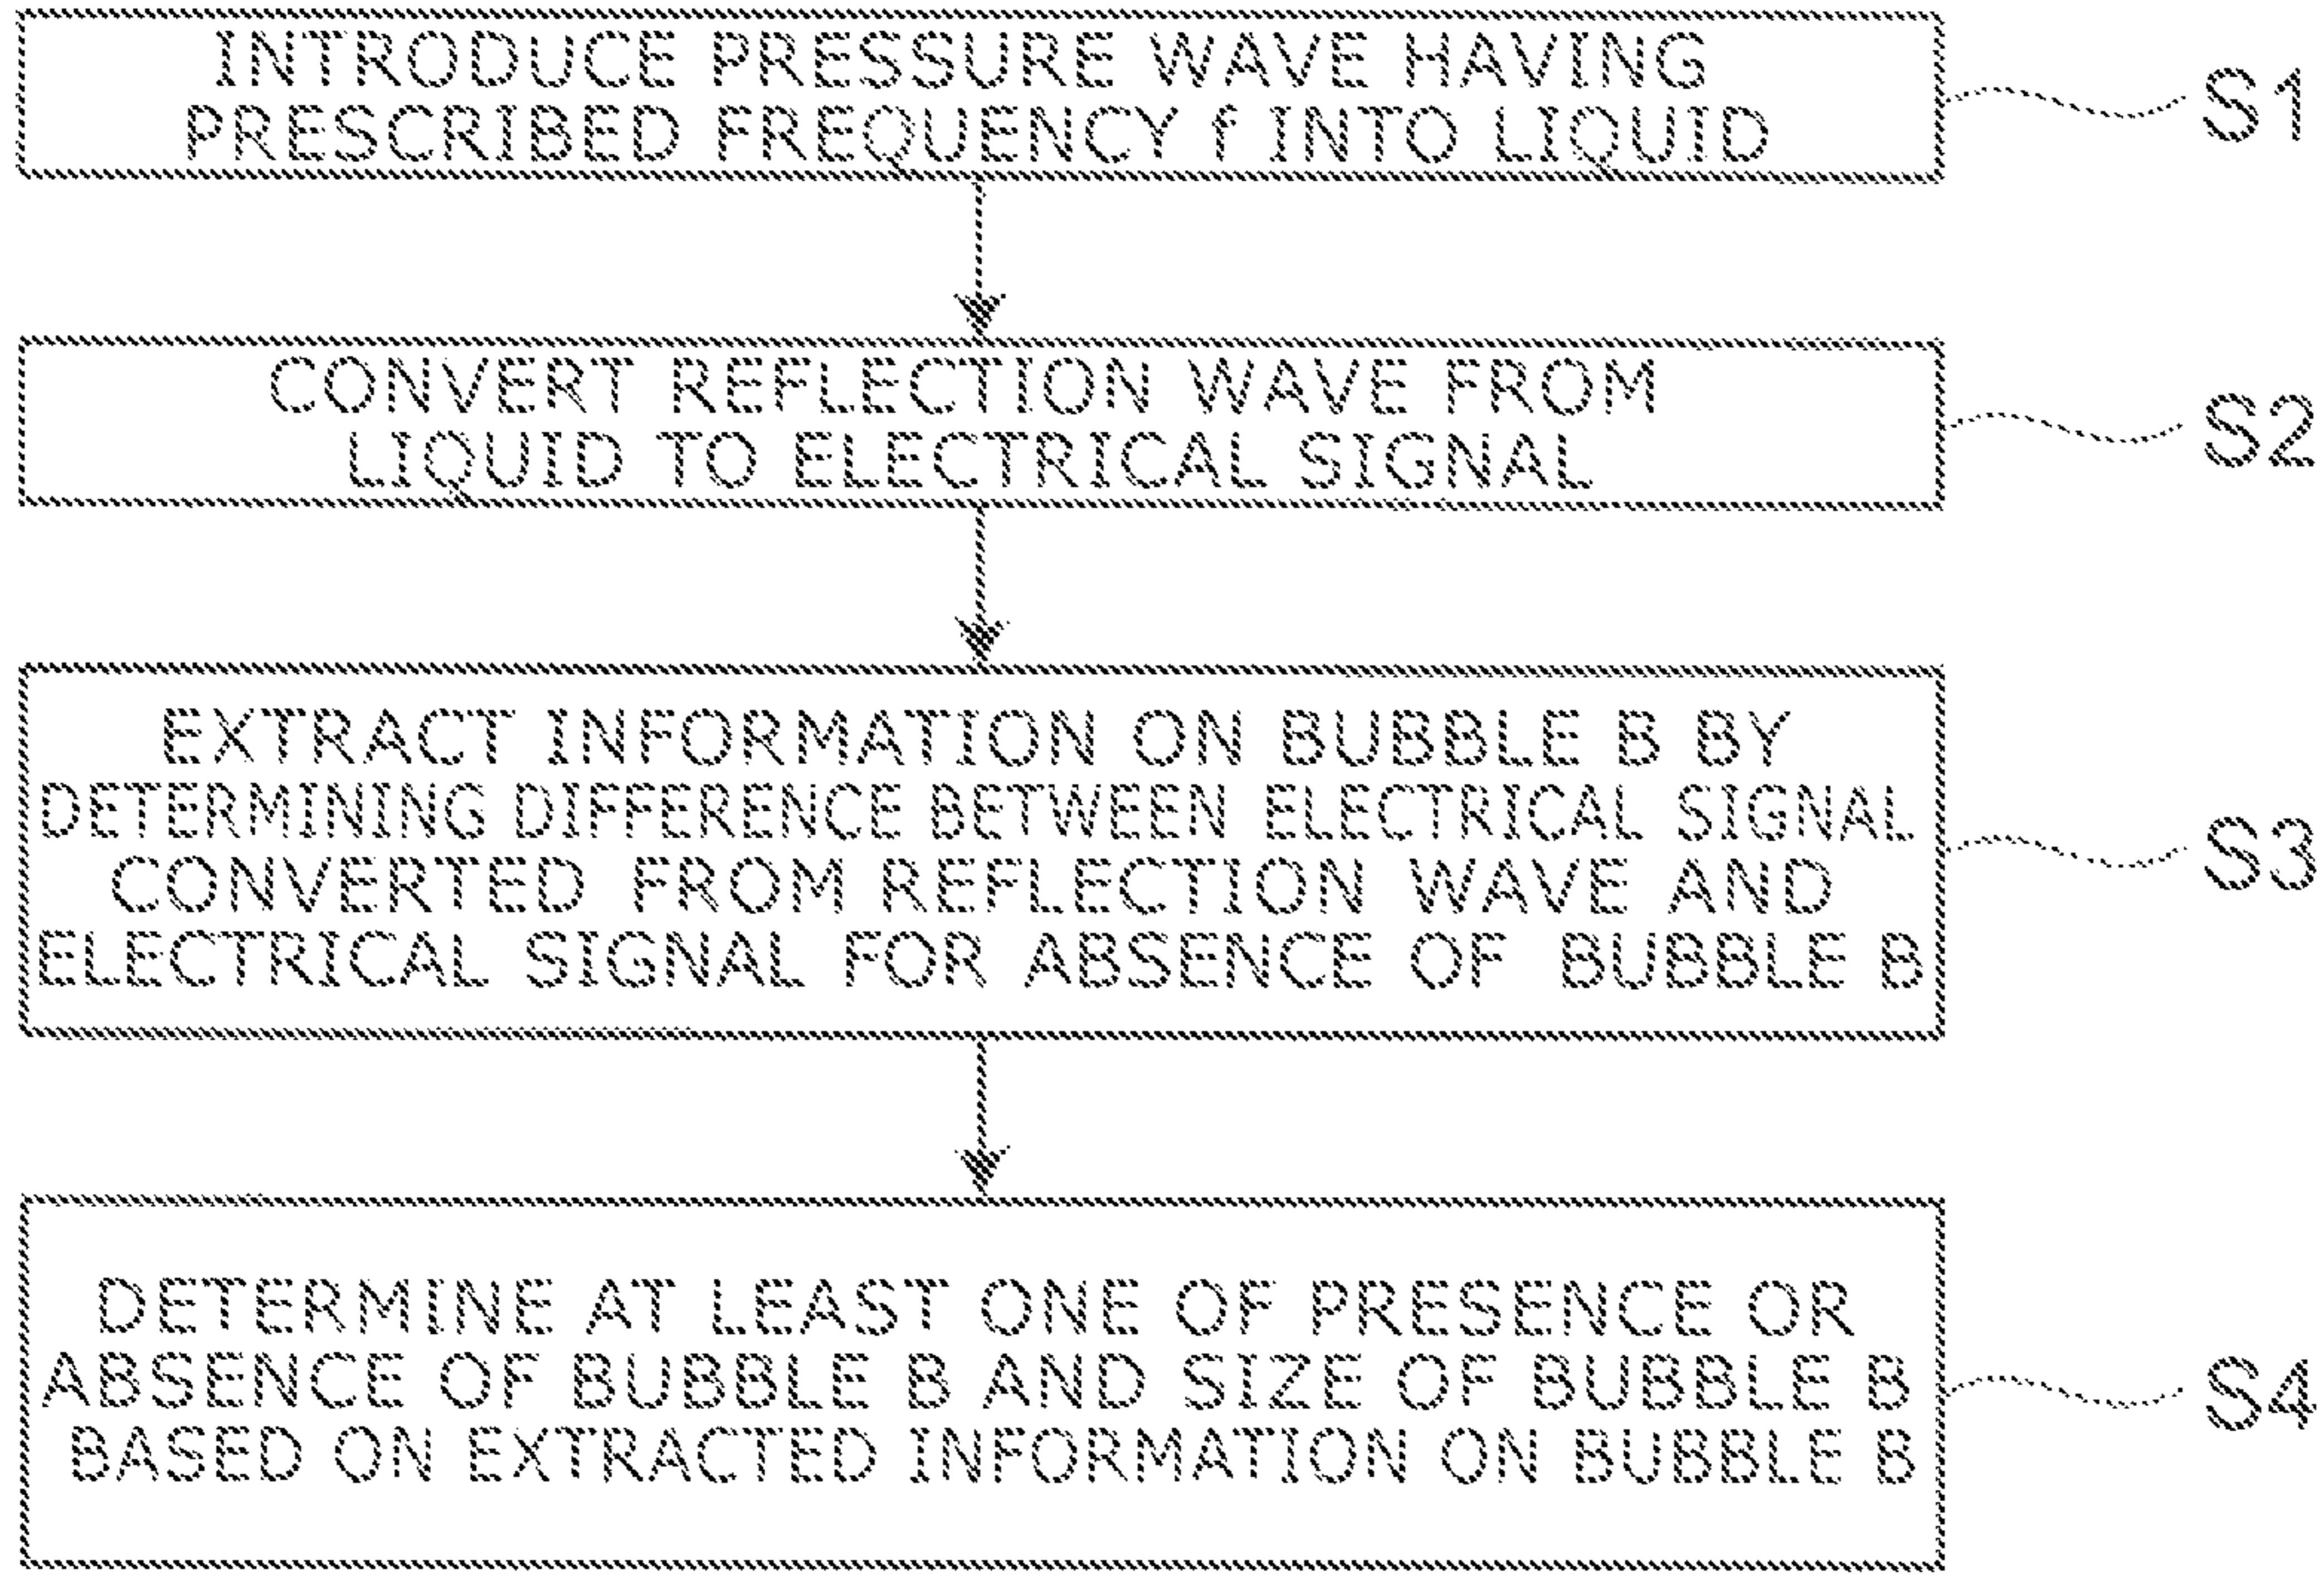 INTRODUCE PRESSURE WAVE HAVING
PRESCRIBED FREQUENCY f INTO LIQUID
S1
CONVERT REFLECTION WAVE FROM
LIQUID TO ELECTRICAL SIGNAL
S2
EXTRACT INFORMATION ON BUBBLE B BY
DETERMINING DIFFERENCE BETWEEN ELECTRICAL SIGNAL
CONVERTED FROM REFLECTION WAVE AND
ELECTRICAL SIGNAL FOR ABSENCE OF BUBBLE B
S3
DETERMINE AT LEAST ONE OF PRESENCE OR
ABSENCE OF BUBBLE B AND SIZE OF BUBBLE B
BASED ON EXTRACTED INFORMATION ON BUBBLE B
S4